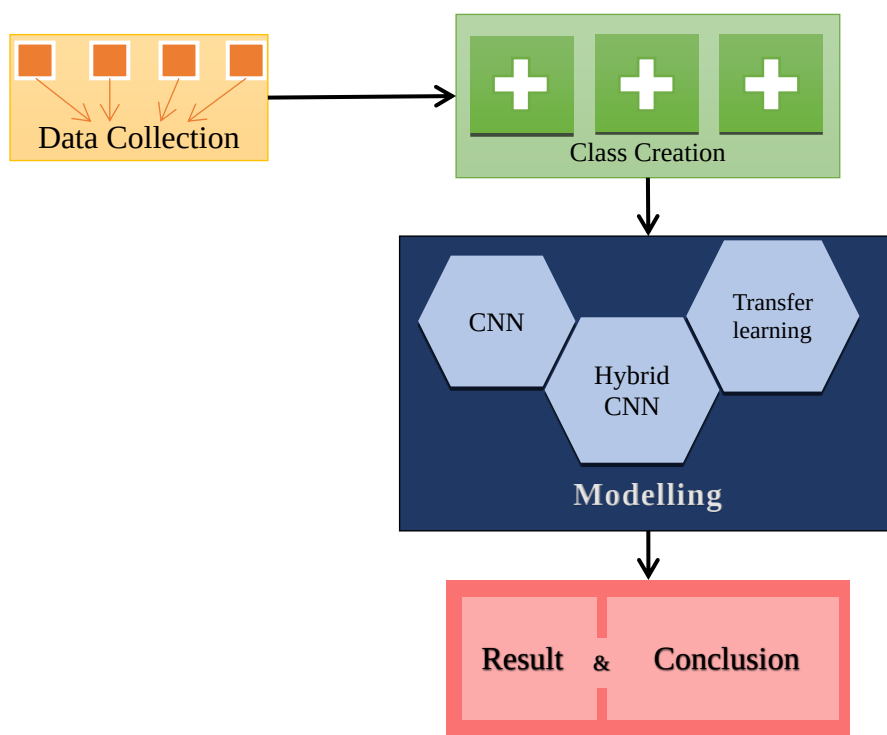 Data Collection
Class Creation
CNN
Transfer
learning
Hybrid
CNN
Modelling
Result & Conclusion